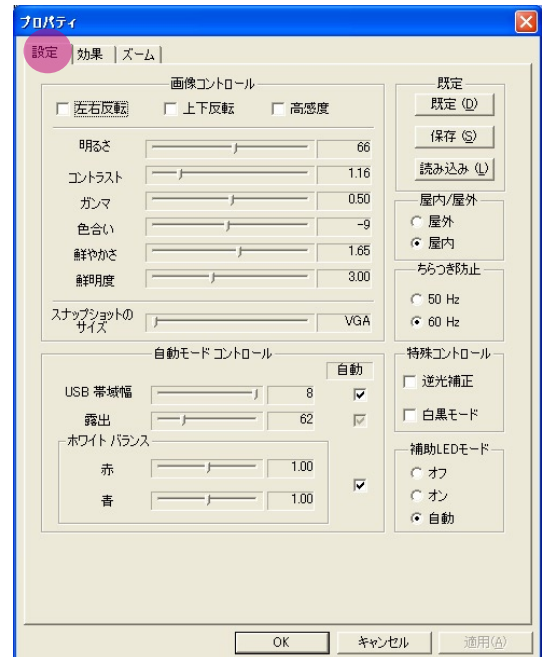 プロパティ
設定 効果 ズーム
画像コントロール
左右反転 上下反転 高感度
明るさ 66
コントラスト 1.16
ガンマ 0.50
色合い -9
鮮やかさ 1.65
鮮明度 3.00
スナップショットの
サイズ VGA
既定
既定 (D)
保存 (S)
読み込み (L)
屋内/屋外
屋外
屋内
ちらつき防止
50 Hz
60 Hz
自動モード コントロール
自動
USB 帯域幅 8
露出 62
ホワイト バランス
赤 1.00
青 1.00
特殊コントロール
逆光補正
白黒モード
補助LEDモード
オフ
オン
自動
OK キャンセル 適用(A)